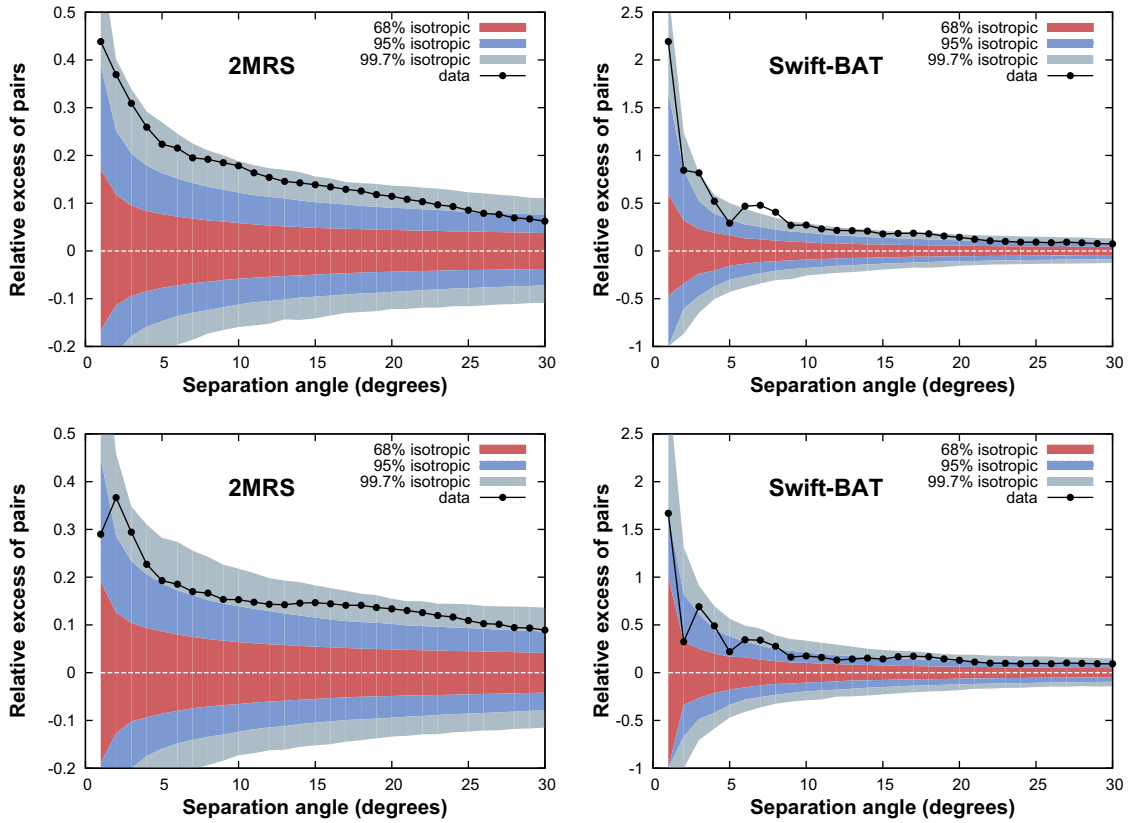 2MRS
68% isotropic
95% isotropic
99.7% isotropic
data
Relative excess of pairs
0.5
0.4
0.3
0.2
0.1
0
-0.1
-0.2
0 5 10 15 20 25 30
Separation angle (degrees)
Swift-BAT
68% isotropic
95% isotropic
99.7% isotropic
data
Relative excess of pairs
2.5
2
1.5
1
0.5
0
-0.5
-1
0 5 10 15 20 25 30
Separation angle (degrees)
2MRS
68% isotropic
95% isotropic
99.7% isotropic
data
Relative excess of pairs
0.5
0.4
0.3
0.2
0.1
0
-0.1
-0.2
0 5 10 15 20 25 30
Separation angle (degrees)
Swift-BAT
68% isotropic
95% isotropic
99.7% isotropic
data
Relative excess of pairs
2.5
2
1.5
1
0.5
0
-0.5
-1
0 5 10 15 20 25 30
Separation angle (degrees)